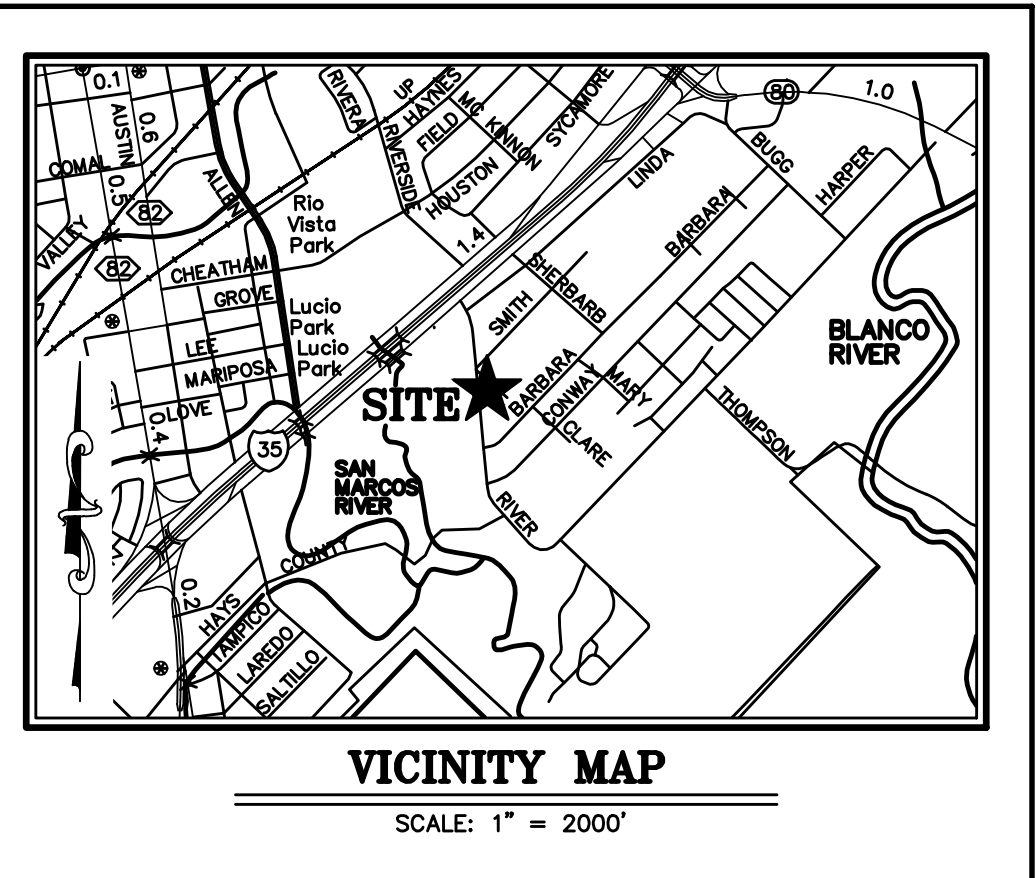 0.1
0.6
AUSTIN
COMAL
0.5
82
VALLEY
82
ALLEN
RIVERA
UP
HAYNES
RIVERSIDE
FIELD
MC KINNON
SYCAMORE
HOUSTON
1.4
80
1.0
LINDA
BUGG
HARPER
BARBARA
Rio
Vista
Park
CHEATHAM
GROVE
Lucio
Park
Lucio
Park
LEE
MARIPOSA
LOVE
0.4
35
SHERBARB
SMITH
SITE
BARBARA
CONWAY
MARY
CLARE
THOMPSON
BLANCO
RIVER
SAN
MARCOS
RIVER
RIVER
COUNTY
0.2
HAYS
TAMPICO
LAREDO
SALTILLO
VICINITY MAP
SCALE: 1" = 2000'